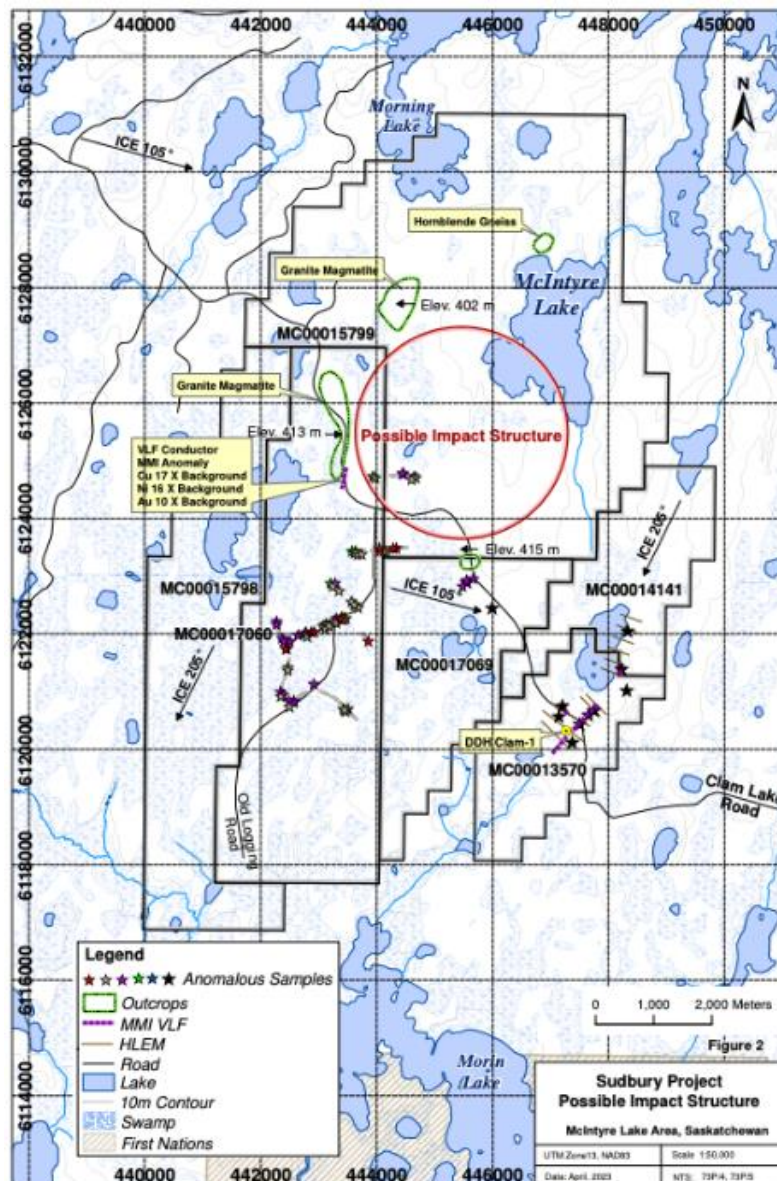 440000 442000 444000 446000 448000 450000
6132000
6130000
6128000
6126000
6124000
6122000
6120000
6118000
6116000
6114000
Morning
Lake
N
ICE 105°
Hornblende Gneiss
Granite Magmatite
McIntyre
Lake
Elev. 402 m
MC00015799
Granite Magmatite
Elev. 413 m
Possible Impact Structure
VLF Conductor
MMI Anomaly
Cu 17 X Background
Ni 16 X Background
Au 10 X Background
Elev. 415 m
ICE 205°
MC00015798
ICE 105°
MC00014141
MC00017060
MC00017069
ICE 205°
DDH Clam-1
MC00013570
Clam Lake
Road
Old Logging
Road
Legend
Anomalous Samples
Outcrops
MMI VLF
HLEM
Road
Lake
10m Contour
Swamp
First Nations
0 1,000 2,000 Meters
Figure 2
Morin
Lake
Sudbury Project
Possible Impact Structure
McIntyre Lake Area, Saskatchewan
UTM Zone13, NAD83 Scale 1:50,000
Date: April, 2023 NTS: 73P/4, 73P/5
440000 442000 444000 446000